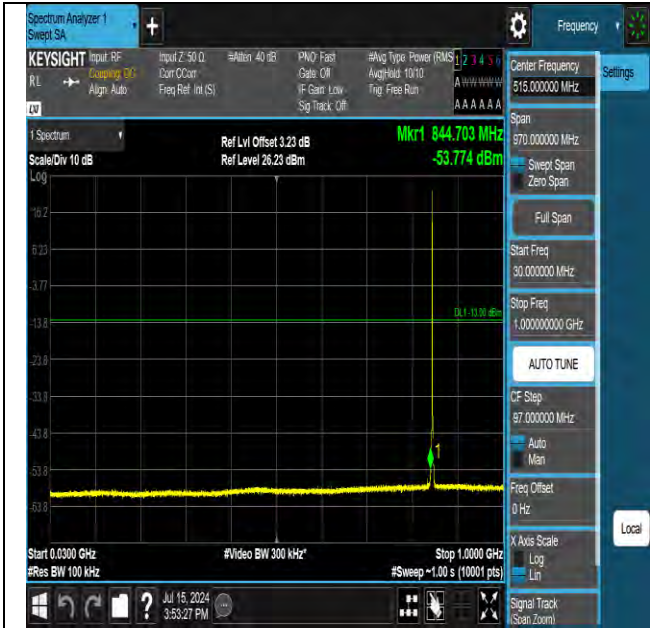 Spectrum Analyzer 1
Swept SA
+
Frequency
KEYSIGHT
Input: RF
Input Z: 50 Ω
#Atten: 40 dB
PNO: Fast
#Avg Type: Power (RMS
1 2 3 4 5 6
RL
Coupling: DC
Corr CCorr
Gate: Off
Avg|Hold: 10/10
A W W W W W
Align: Auto
Freq Ref: Int (S)
IF Gain: Low
Trig: Free Run
Sig Track: Off
A A A A A A
LXI
Settings
1 Spectrum
Scale/Div 10 dB
Ref Lvl Offset 3.23 dB
Ref Level 26.23 dBm
Mkr1 844.703 MHz
-53.774 dBm
Log
16.2
6.23
-3.77
-13.8
-23.8
-33.8
-43.8
-53.8
-63.8
DL1 -13.00 dBm
1
Start 0.0300 GHz
#Video BW 300 kHz*
Stop 1.0000 GHz
#Res BW 100 kHz
#Sweep ~1.00 s (10001 pts)
Center Frequency
515.000000 MHz
Span
970.000000 MHz
Swept Span
Zero Span
Full Span
Start Freq
30.000000 MHz
Stop Freq
1.000000000 GHz
AUTO TUNE
CF Step
97.000000 MHz
Auto
Man
Freq Offset
0 Hz
X Axis Scale
Log
Lin
Signal Track
(Span Zoom)
Local
?
Jul 15, 2024
3:53:27 PM